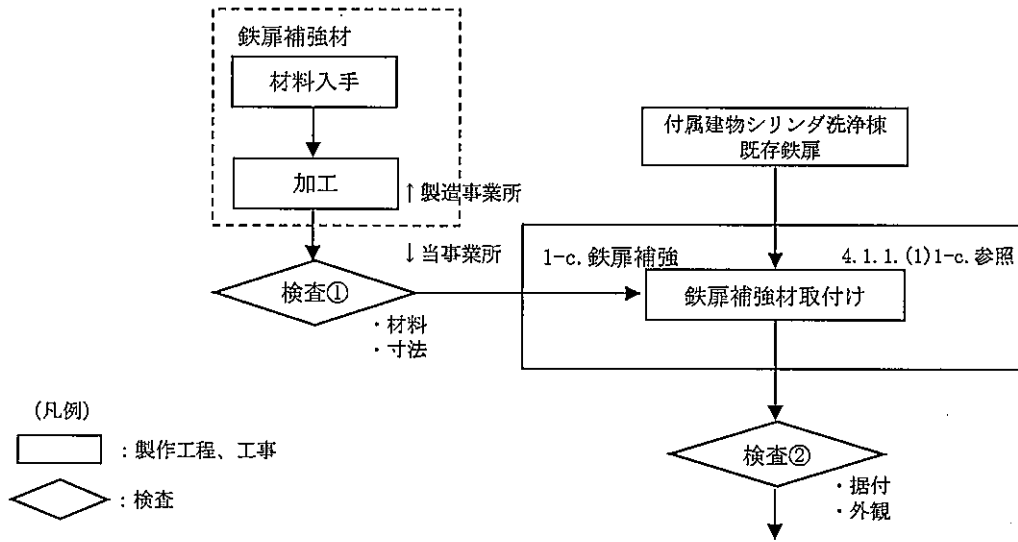 鉄扉補強材
材料入手
加工
↑製造事業所
↓当事業所
検査①
・材料
・寸法
付属建物シリンダ洗浄棟
既存鉄扉
1-c.鉄扉補強
4.1.1.(1)1-c.参照
鉄扉補強材取付け
検査②
・据付
・外観
(凡例)
：製作工程、工事
：検査